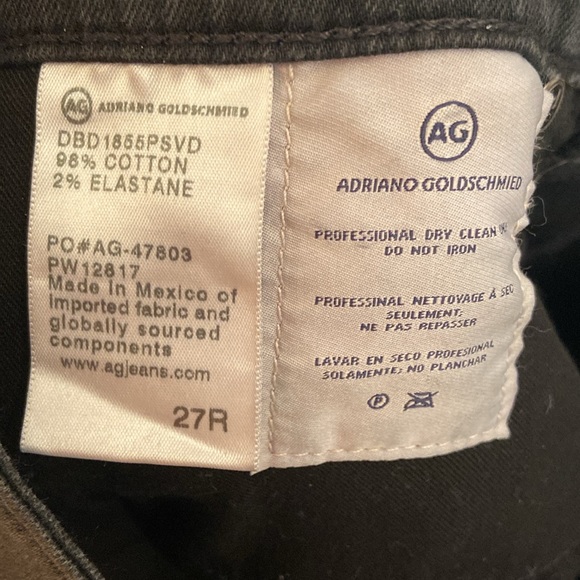 AG ADRIANO GOLDSCHMIED
DBD1855PSVD
98% COTTON
2% ELASTANE
PO#AG-47803
PW12817
Made in Mexico of
imported fabric and
globally sourced
components
www.agjeans.com
27R
AG
ADRIANO GOLDSCHMIED
PROFESSIONAL DRY CLEAN
DO NOT IRON
PROFESSINAL NETTOYAGE À SEC
SEULEMENT;
NE PAS REPASSER
LAVAR EN SECO PROFESIONAL
SOLAMENTE; NO PLANCHAR
P